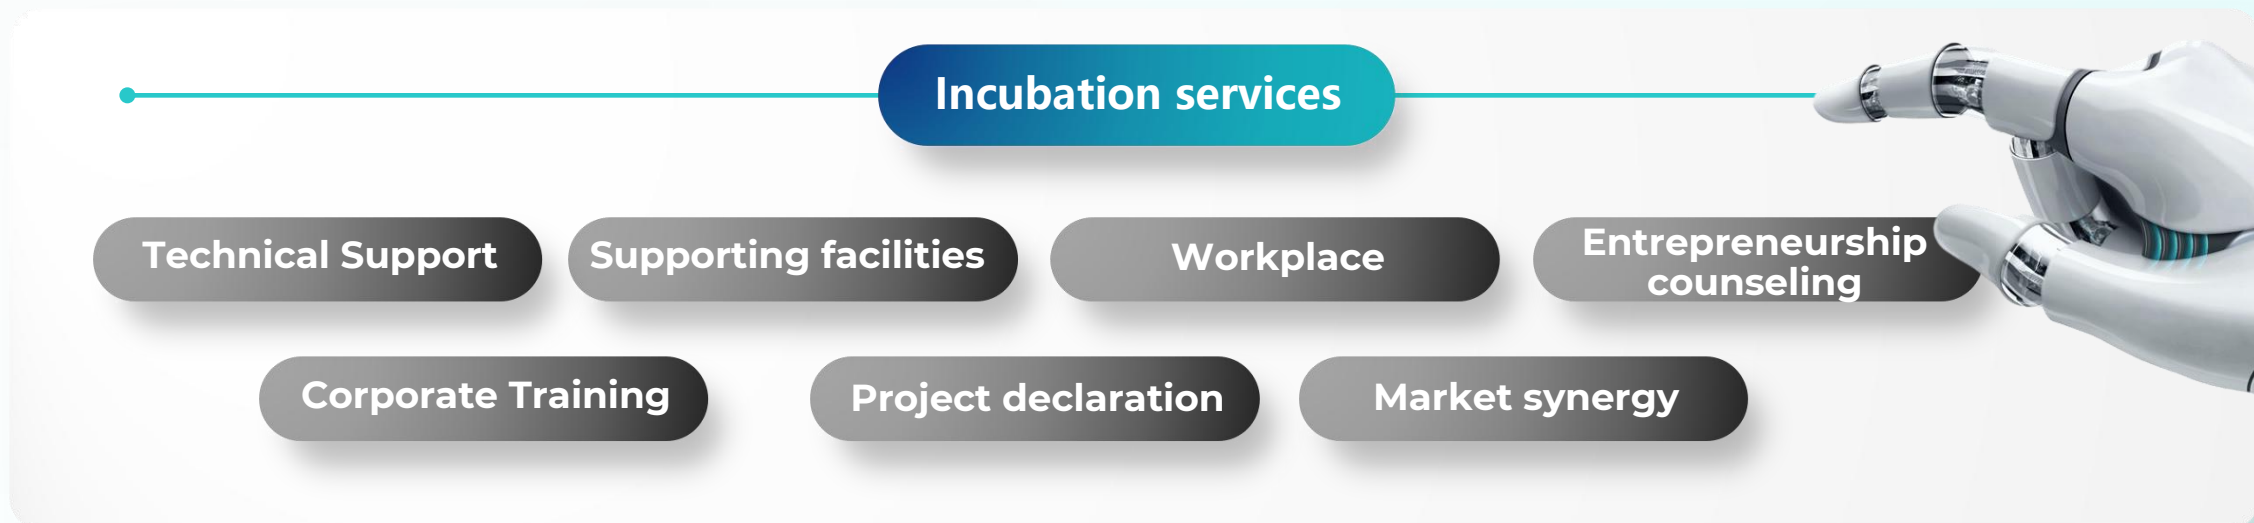 Incubation services
Technical Support
Supporting facilities
Workplace
Entrepreneurship
counseling
Corporate Training
Project declaration
Market synergy